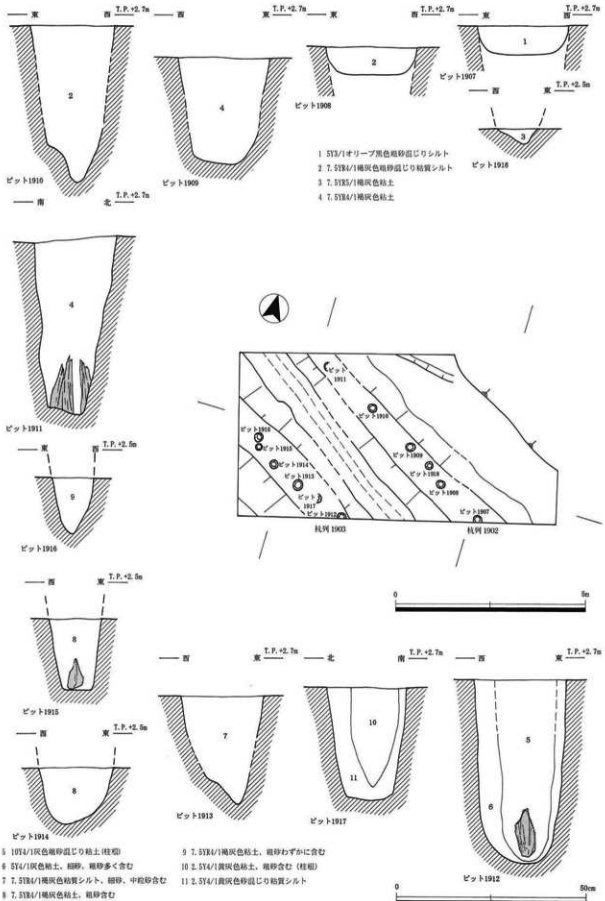 東 西 T.P.+2.7m
2
ピット1910
西 東 T.P.+2.7m
4
ピット1909
東 西 T.P.+2.7m
2
ピット1908
東 西 T.P.+2.7m
1
ピット1907
西 東 T.P.+2.5m
3
ピット1918
1 5Y3/1オリーブ黒色粗砂混じりシルト
2 7.5YR4/1褐灰色粗砂混じり粘質シルト
3 7.5YR5/1褐灰色粘土
4 7.5YR4/1褐灰色粘土
南 北 T.P.+2.7m
4
ピット1911
東 西 T.P.+2.5m
9
ピット1916
西 東 T.P.+2.5m
8
ピット1915
西 東 T.P.+2.5m
8
ピット1914
ピット
1911
ピット1910
ピット1909
ピット1918
ピット1908
ピット1907
ピット1916
ピット1915
ピット1914
ピット1913
ピット
1917
ピット1912
杭列1903
杭列1902
0 5m
西 東 T.P.+2.7m
7
ピット1913
北 南 T.P.+2.7m
10
11
ピット1917
西 東 T.P.+2.7m
5
6
ピット1912
5 10Y4/1灰色粗砂混じり粘土(柱痕)
6 5Y4/1灰色粘土、細砂、粗砂多く含む
7 7.5YR4/1褐灰色粘質シルト、細砂、中粒砂含む
8 7.5YR4/1褐灰色粘土、粗砂含む
9 7.5YR4/1褐灰色粘土、粗砂わずかに含む
10 2.5Y4/1黄灰色粘土、粗砂含む(柱痕)
11 2.5Y4/1黄灰色砂混じり粘質シルト
0 50cm